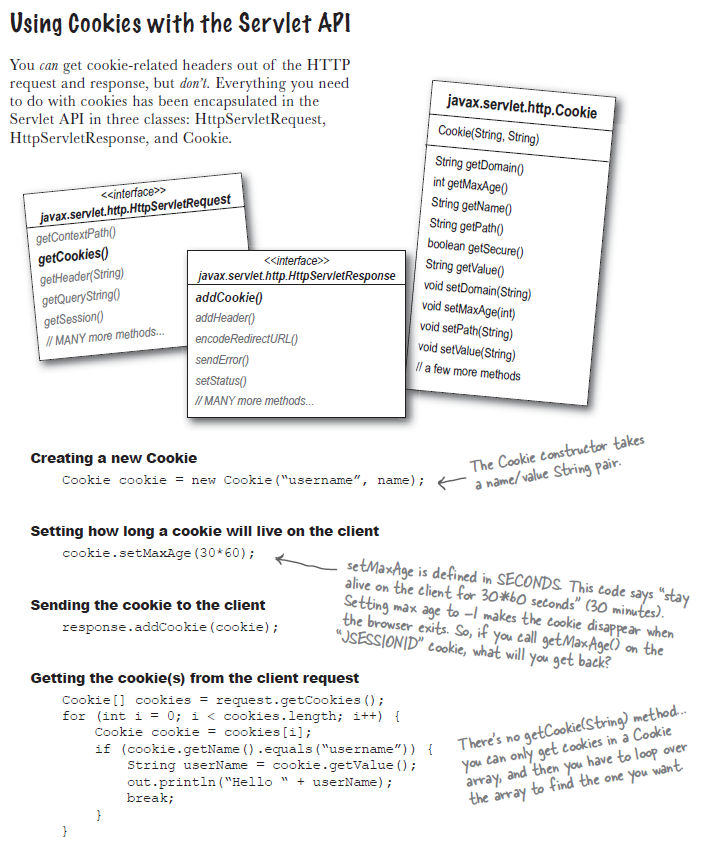 Using Cookies with the Servlet API
You can get cookie-related headers out of the HTTP
request and response, but don't. Everything you need
to do with cookies has been encapsulated in the
Servlet API in three classes: HttpServletRequest,
HttpServletResponse, and Cookie.
<<interface>>
javax.servlet.http.HttpServletRequest
getContextPath()
getCookies()
getHeader(String)
getQueryString()
getSession()
// MANY more methods...
<<interface>>
javax.servlet.http.HttpServletResponse
addCookie()
addHeader()
encodeRedirectURL()
sendError()
setStatus()
// MANY more methods...
javax.servlet.http.Cookie
Cookie(String, String)
String getDomain()
int getMaxAge()
String getName()
String getPath()
boolean getSecure()
String getValue()
void setDomain(String)
void setMaxAge(int)
void setPath(String)
void setValue(String)
// a few more methods
Creating a new Cookie
Cookie cookie = new Cookie(“username”, name);
The Cookie constructor takes
a name/value String pair.
Setting how long a cookie will live on the client
cookie.setMaxAge(30*60);
setMaxAge is defined in SECONDS. This code says “stay
alive on the client for 30*60 seconds” (30 minutes).
Setting max age to -1 makes the cookie disappear when
the browser exits. So, if you call getMaxAge() on the
“JSESSIONID” cookie, what will you get back?
Sending the cookie to the client
response.addCookie(cookie);
Getting the cookie(s) from the client request
Cookie[] cookies = request.getCookies();
for (int i = 0; i < cookies.length; i++) {
Cookie cookie = cookies[i];
if (cookie.getName().equals(“username”)) {
String userName = cookie.getValue();
out.println(“Hello “ + userName);
break;
}
}
There's no getCookie(String) method...
you can only get cookies in a Cookie
array, and then you have to loop over
the array to find the one you want.